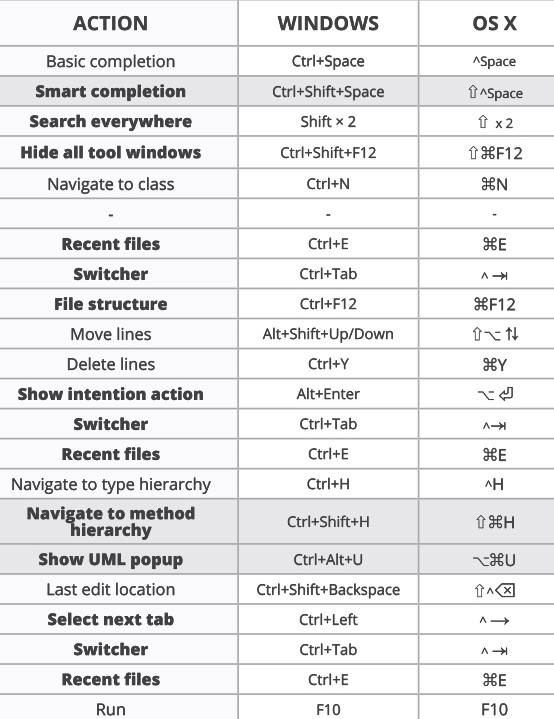 ACTION WINDOWS OS X
Basic completion Ctrl+Space ^Space
Smart completion Ctrl+Shift+Space ⇧^Space
Search everywhere Shift × 2 ⇧ x 2
Hide all tool windows Ctrl+Shift+F12 ⇧⌘F12
Navigate to class Ctrl+N ⌘N
- - -
Recent files Ctrl+E ⌘E
Switcher Ctrl+Tab ^⇥
File structure Ctrl+F12 ⌘F12
Move lines Alt+Shift+Up/Down ⇧⌥⇅
Delete lines Ctrl+Y ⌘Y
Show intention action Alt+Enter ⌥⏎
Switcher Ctrl+Tab ^⇥
Recent files Ctrl+E ⌘E
Navigate to type hierarchy Ctrl+H ^H
Navigate to method
hierarchy Ctrl+Shift+H ⇧⌘H
Show UML popup Ctrl+Alt+U ⌥⌘U
Last edit location Ctrl+Shift+Backspace ⇧^⌫
Select next tab Ctrl+Left ^→
Switcher Ctrl+Tab ^⇥
Recent files Ctrl+E ⌘E
Run F10 F10